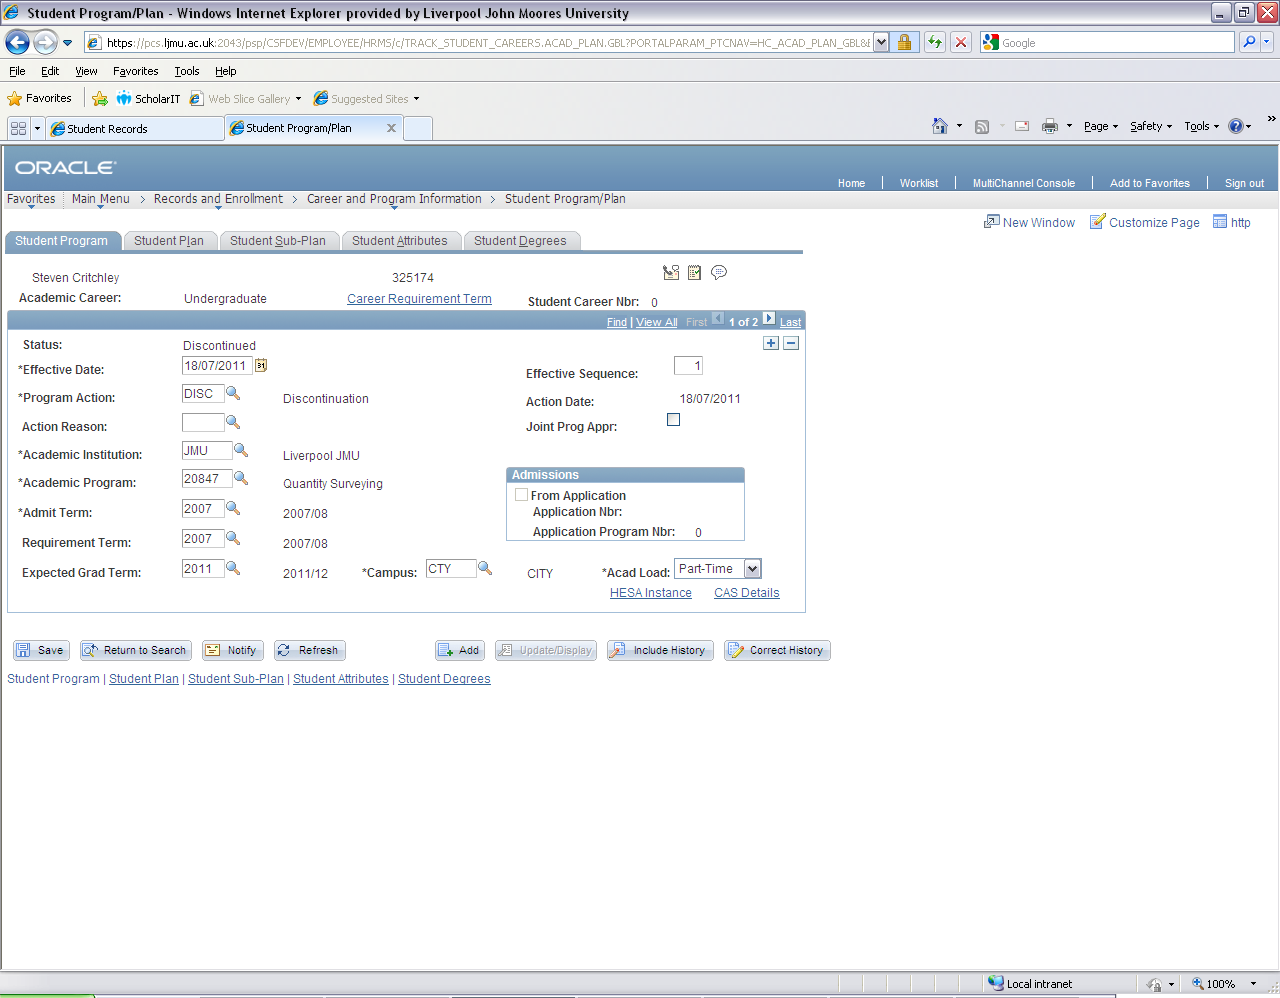 Student Program/Plan - Windows Internet Explorer provided by Liverpool John Moores University
https://pcs.ljmu.ac.uk:2043/psp/CSFDEV/EMPLOYEE/HRMS/c/TRACK_STUDENT_CAREERS.ACAD_PLAN.GBL?PORTALPARAM_PTCNAV=HC_ACAD_PLAN_GBL&E
Google
File Edit View Favorites Tools Help
Favorites ScholarIT Web Slice Gallery Suggested Sites
Student Records Student Program/Plan X Page Safety Tools
ORACLE
Home Worklist MultiChannel Console Add to Favorites Sign out
Favorites Main Menu > Records and Enrollment > Career and Program Information > Student Program/Plan
New Window Customize Page http
Student Program Student Plan Student Sub-Plan Student Attributes Student Degrees
Steven Critchley 325174
Academic Career: Undergraduate Career Requirement Term Student Career Nbr: 0
Find | View All First 1 of 2 Last
Status: Discontinued
*Effective Date: 18/07/2011 31 Effective Sequence: 1
*Program Action: DISC Discontinuation Action Date: 18/07/2011
Action Reason: Joint Prog Appr:
*Academic Institution: JMU Liverpool JMU
*Academic Program: 20847 Quantity Surveying
Admissions
From Application
Application Nbr:
Application Program Nbr: 0
*Admit Term: 2007 2007/08
Requirement Term: 2007 2007/08
Expected Grad Term: 2011 2011/12 *Campus: CTY CITY *Acad Load: Part-Time
HESA Instance CAS Details
Save Return to Search Notify Refresh Add Update/Display Include History Correct History
Student Program | Student Plan | Student Sub-Plan | Student Attributes | Student Degrees
Local intranet 100%